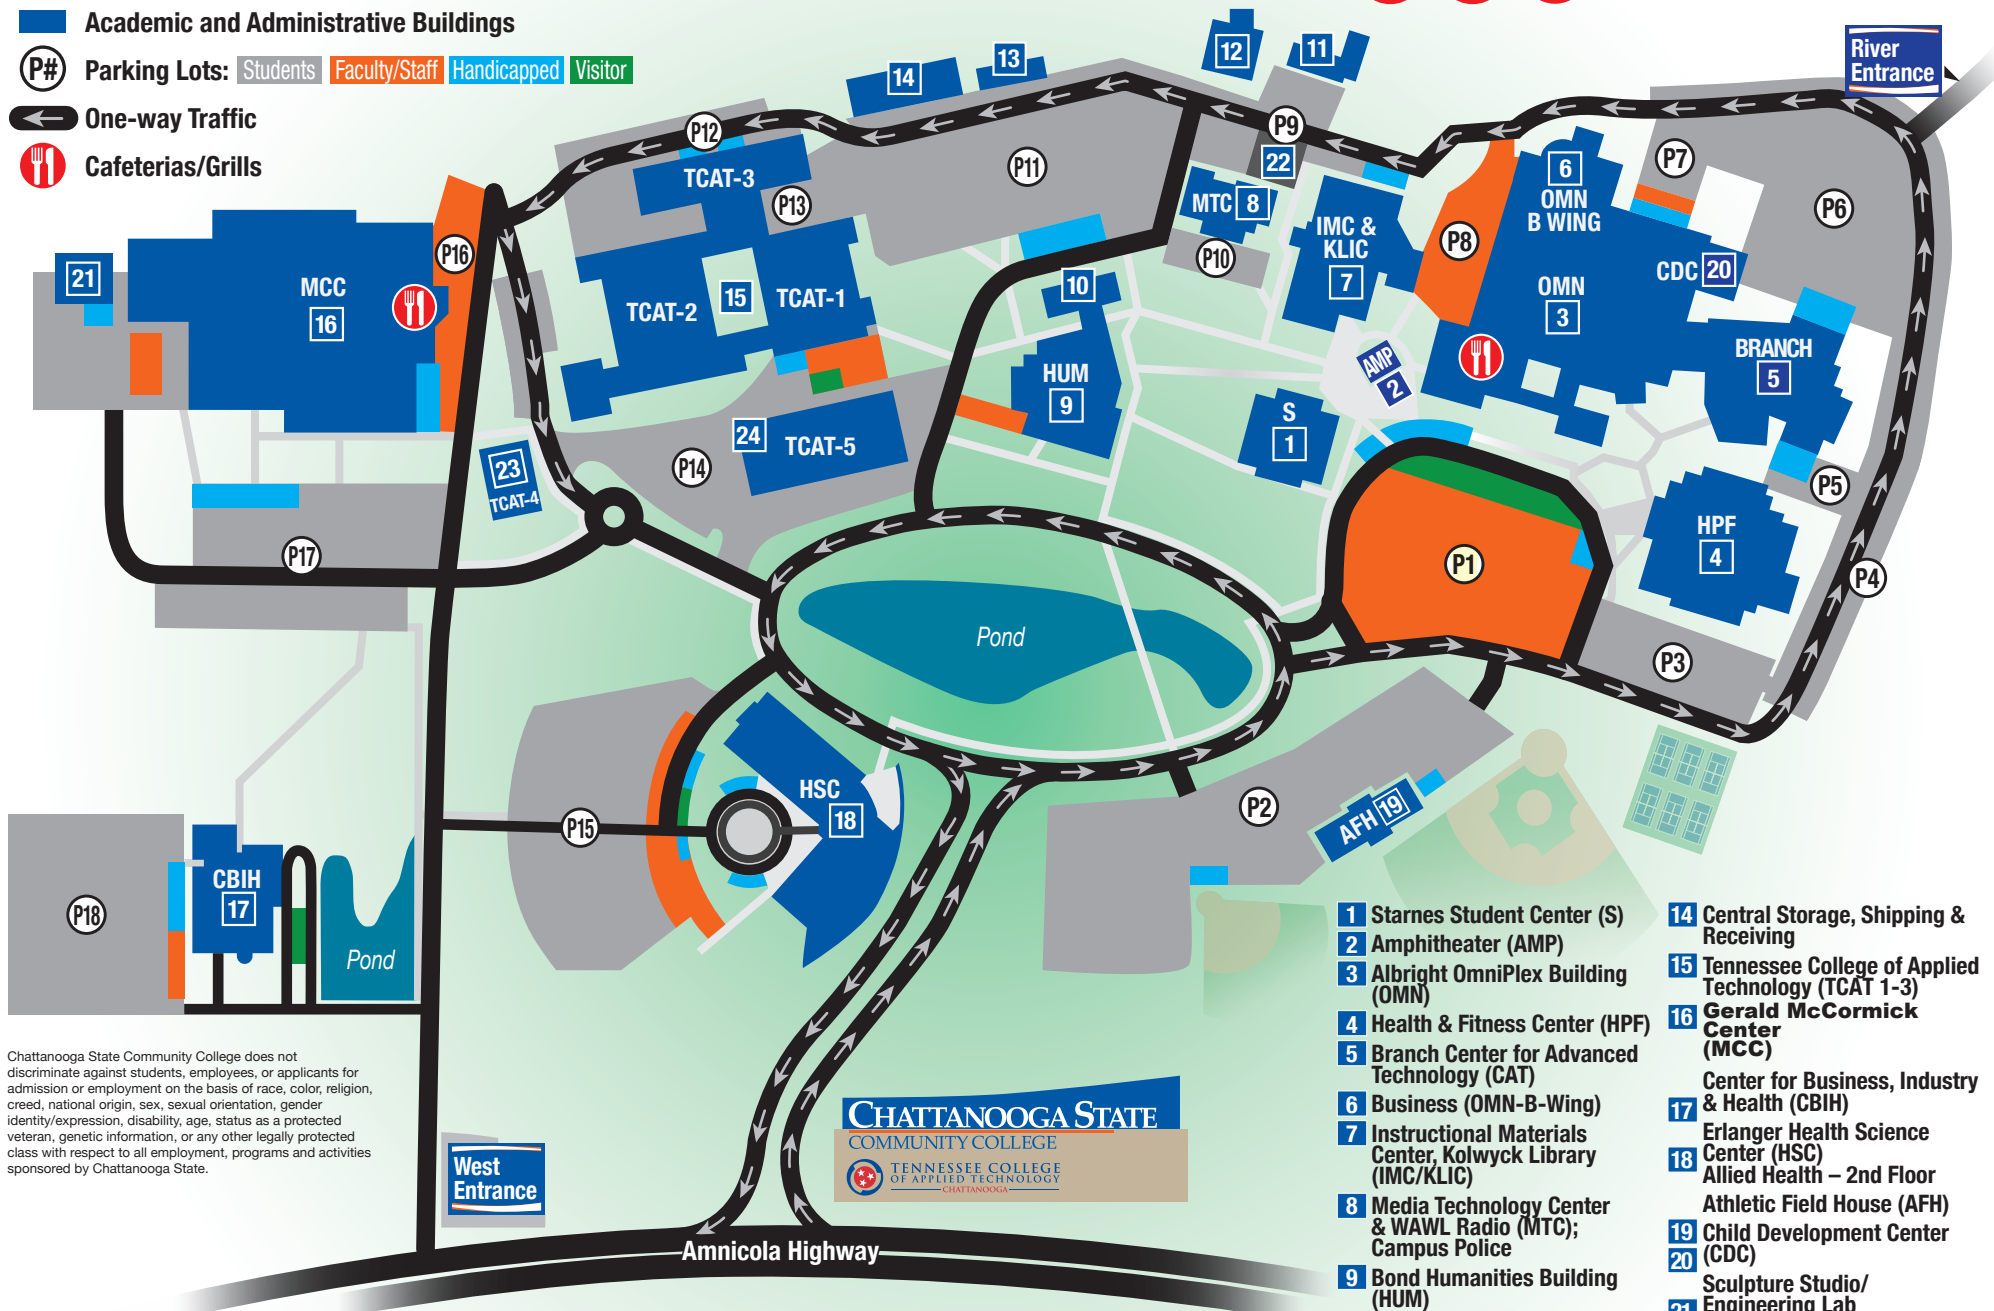 Academic and Administrative Buildings
P# Parking Lots: Students Faculty/Staff Handicapped Visitor
One-way Traffic
Cafeterias/Grills
River
Entrance
12
11
13
14
P12
P9
22
P11
TCAT-3
P13
MTC 8
P10
IMC &
KLIC
7
P8
6
OMN
B WING
P7
P6
CDC 20
OMN
3
BRANCH
5
P16
21
MCC
16
TCAT-2
15
TCAT-1
10
HUM
9
AMP
2
S
1
24
TCAT-5
P14
23
TCAT-4
P17
P1
P5
HPF
4
P4
P3
Pond
HSC
18
P15
P2
AFH 19
CBIH
17
P18
Pond
Chattanooga State Community College does not
discriminate against students, employees, or applicants for
admission or employment on the basis of race, color, religion,
creed, national origin, sex, sexual orientation, gender
identity/expression, disability, age, status as a protected
veteran, genetic information, or any other legally protected
class with respect to all employment, programs and activities
sponsored by Chattanooga State.
West
Entrance
CHATTANOOGA STATE
COMMUNITY COLLEGE
TENNESSEE COLLEGE
OF APPLIED TECHNOLOGY
CHATTANOOGA
Amnicola Highway
1 Starnes Student Center (S)
2 Amphitheater (AMP)
3 Albright OmniPlex Building
(OMN)
4 Health & Fitness Center (HPF)
5 Branch Center for Advanced
Technology (CAT)
6 Business (OMN-B-Wing)
7 Instructional Materials
Center, Kolwyck Library
(IMC/KLIC)
8 Media Technology Center
& WAWL Radio (MTC);
Campus Police
9 Bond Humanities Building
(HUM)
14 Central Storage, Shipping &
Receiving
15 Tennessee College of Applied
Technology (TCAT 1-3)
16 Gerald McCormick
Center
(MCC)
Center for Business, Industry
17 & Health (CBIH)
Erlanger Health Science
18 Center (HSC)
Allied Health – 2nd Floor
Athletic Field House (AFH)
19 Child Development Center
20 (CDC)
Sculpture Studio/
21 Engineering Lab